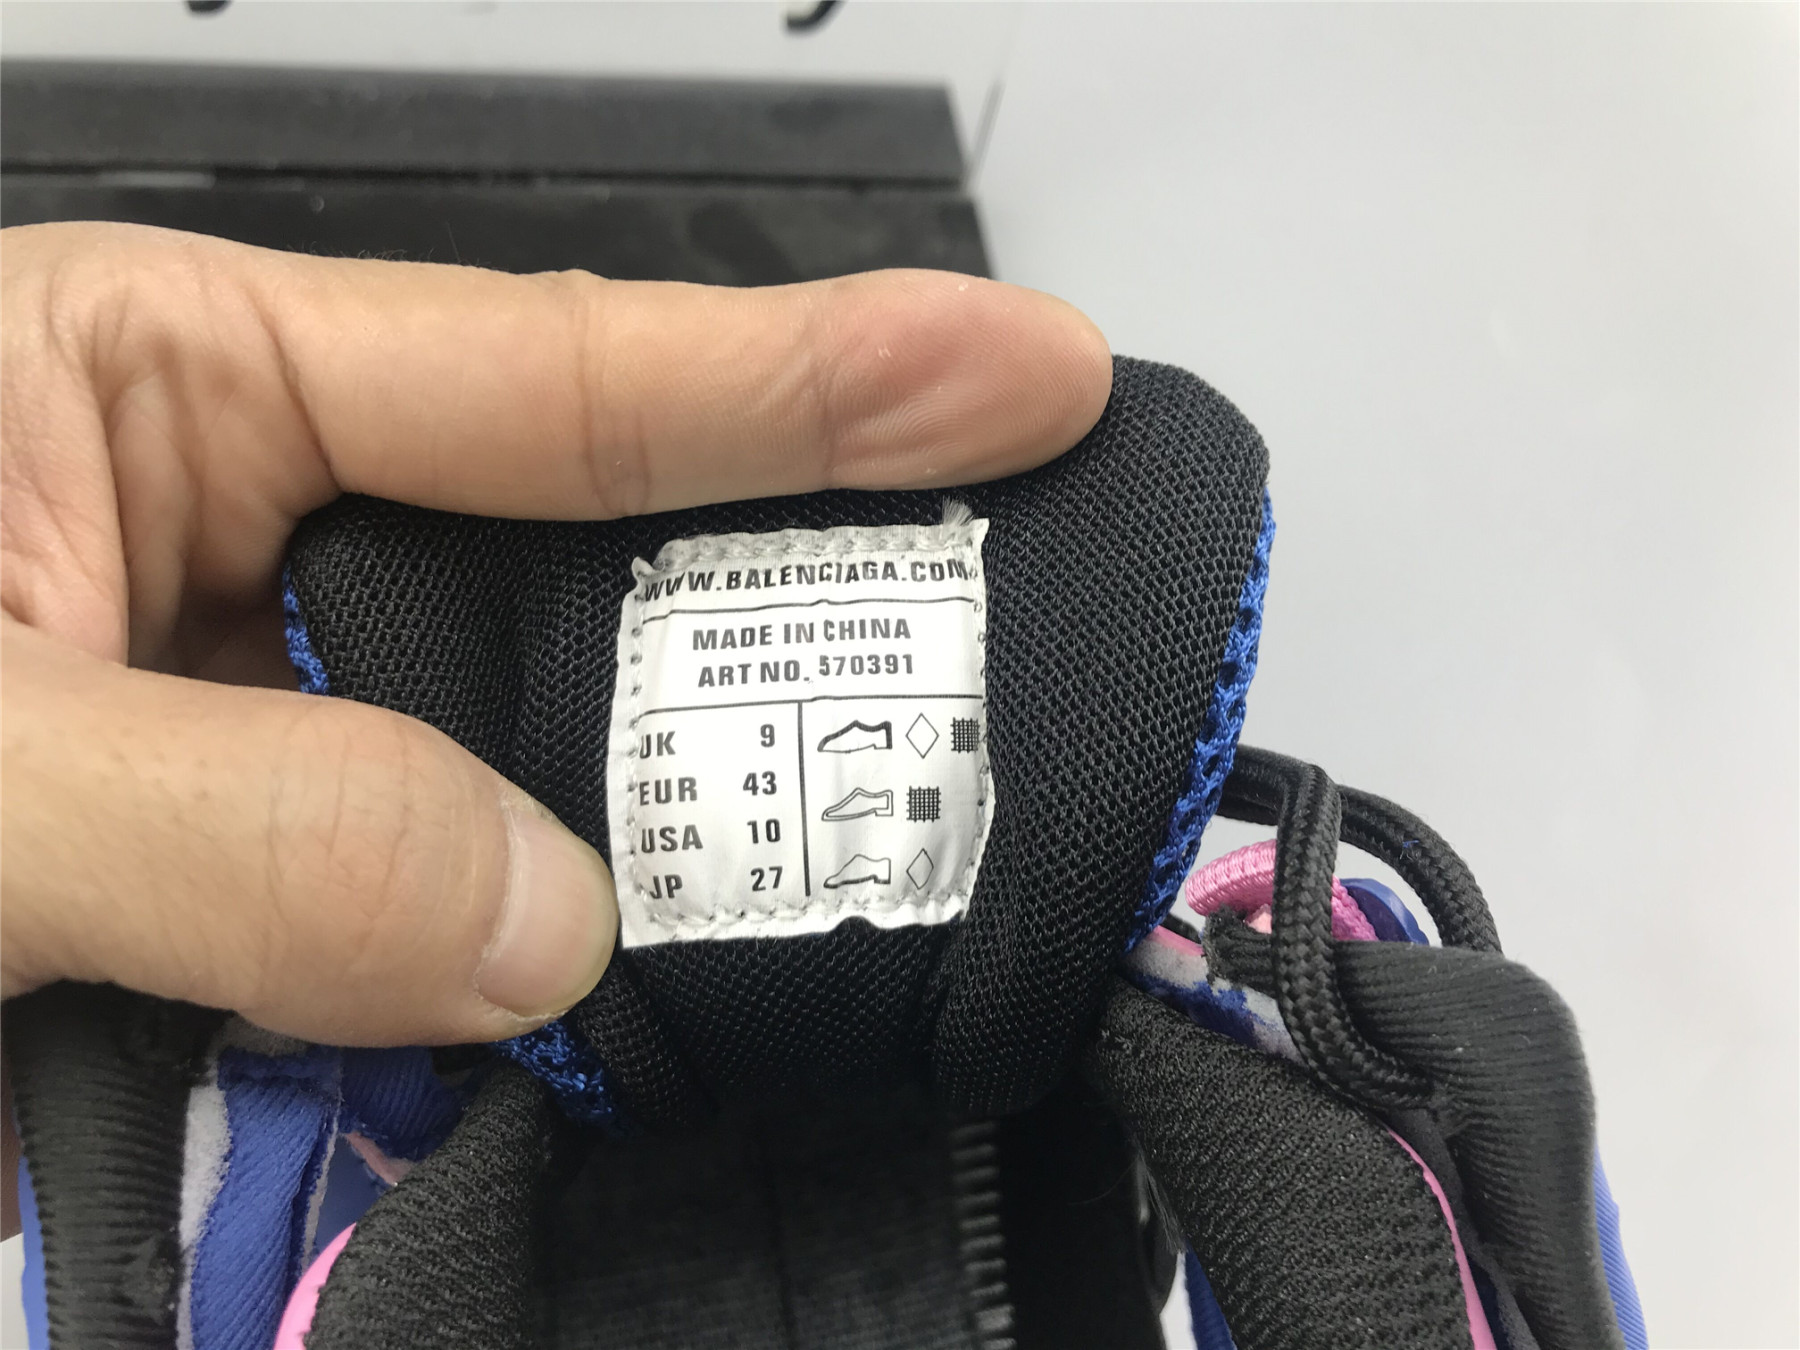 WWW.BALENCIAGA.COM
MADE IN CHINA
ART NO. 570391
UK 9
EUR 43
USA 10
JP 27